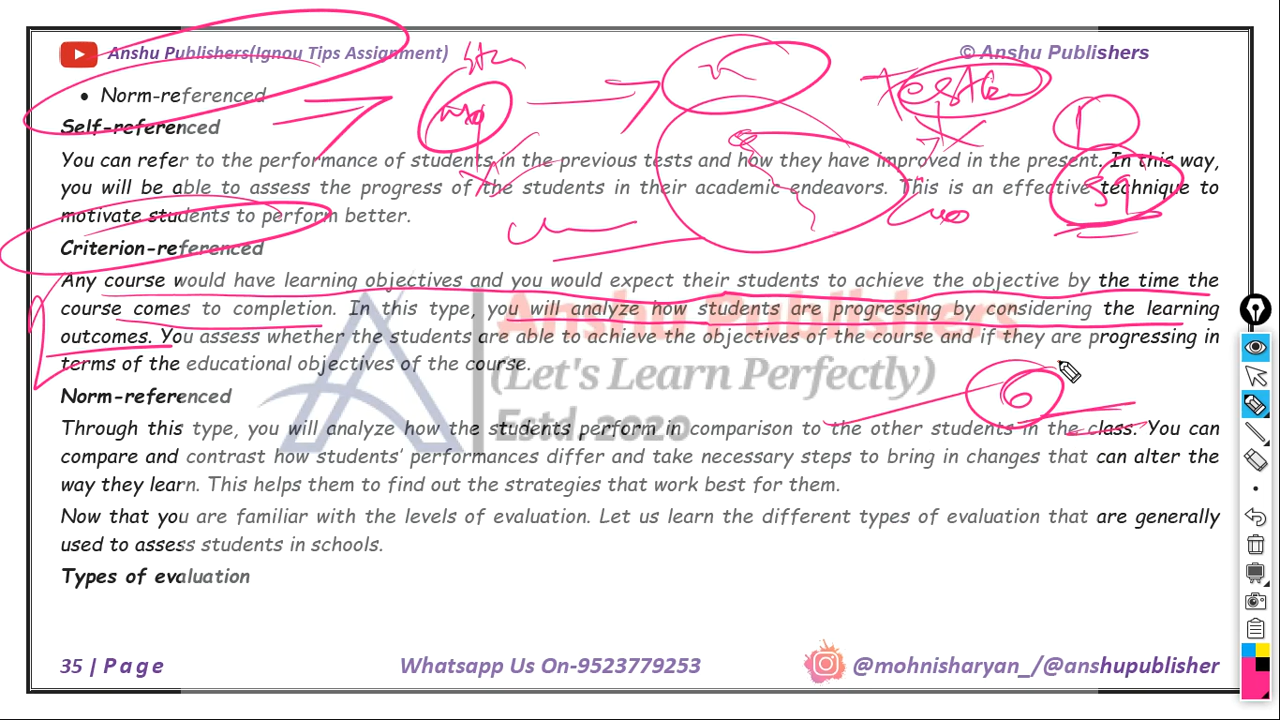 Anshu Publishers(Ignou Tips Assignment)
© Anshu Publishers
• Norm-referenced
Self-referenced
You can refer to the performance of students in the previous tests and how they have improved in the present. In this way,
you will be able to assess the progress of the students in their academic endeavors. This is an effective technique to
motivate students to perform better.
Criterion-referenced
Any course would have learning objectives and you would expect their students to achieve the objective by the time the
course comes to completion. In this type, you will analyze how students are progressing by considering the learning
outcomes. You assess whether the students are able to achieve the objectives of the course and if they are progressing in
terms of the educational objectives of the course.
Anshu Publishers
(Let's Learn Perfectly)
Estd, 2020
Norm-referenced
Through this type, you will analyze how the students perform in comparison to the other students in the class. You can
compare and contrast how students' performances differ and take necessary steps to bring in changes that can alter the
way they learn. This helps them to find out the strategies that work best for them.
Now that you are familiar with the levels of evaluation. Let us learn the different types of evaluation that are generally
used to assess students in schools.
Types of evaluation
35 | Page
Whatsapp Us On-9523779253
@mohnisharyan_/@anshupublisher